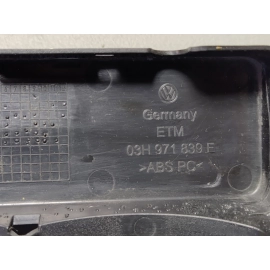 Germany
ETM
03H 971 839 E
>ABS PC<